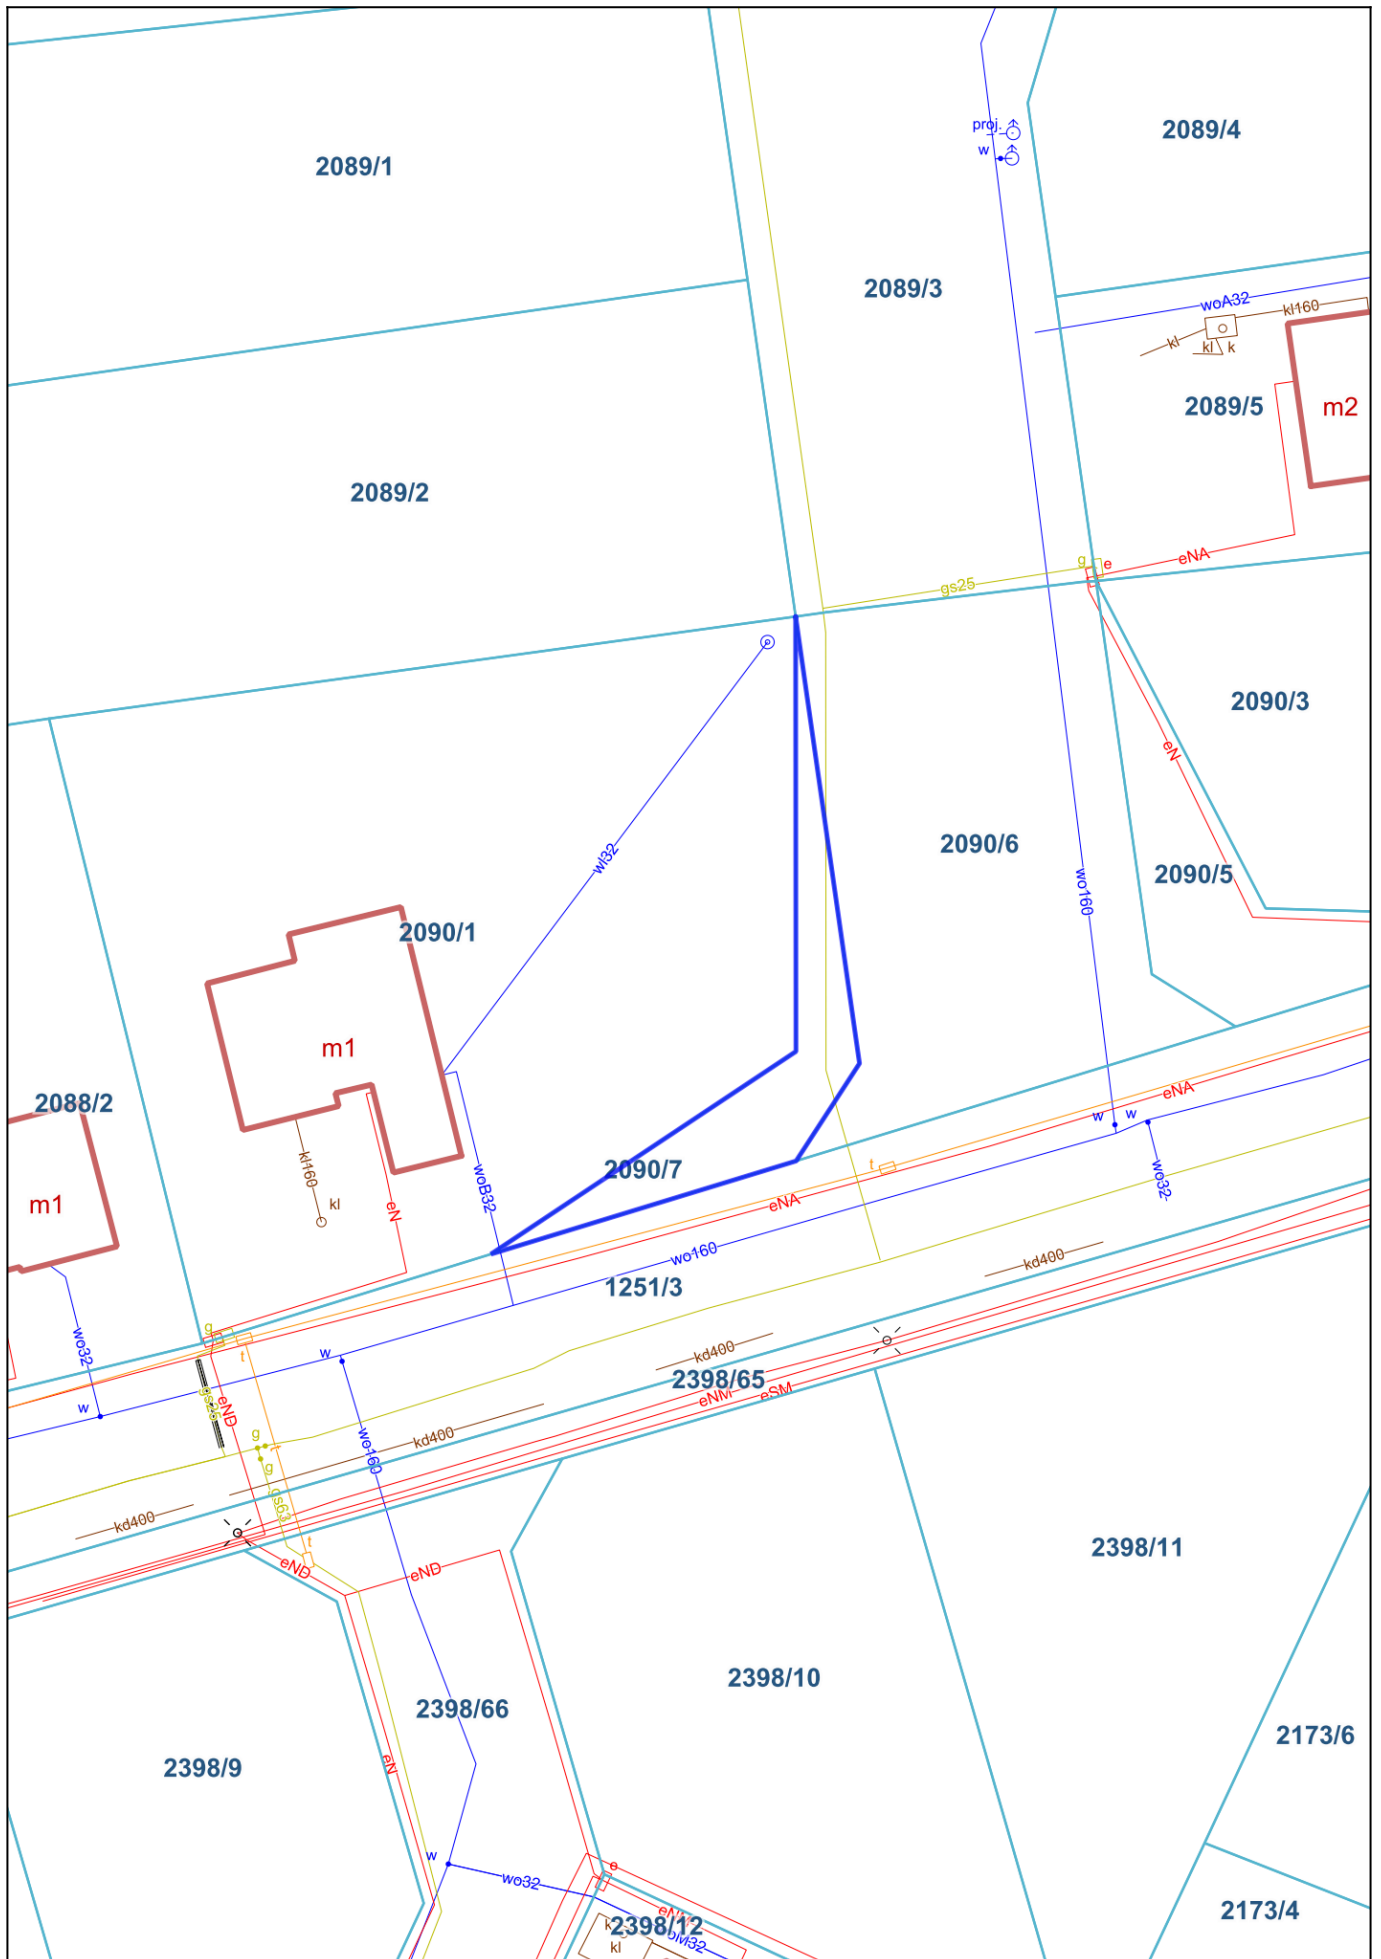 proj.
w
2089/4
2089/1
2089/3
woA32
kl160
kl
kl
k
2089/5
m2
2089/2
g
e
eNA
gs25
2090/3
eN
wl32
2090/6
2090/5
wo160
2090/1
m1
2088/2
eNA
w
w
t
2090/7
wo32
kl160
kl
woB32
eN
m1
eNA
wo160
1251/3
kd400
g
t
w
wo32
kd400
2398/65
eNM
eSM
w
gs25
eND
g
t
kd400
wo160
g
gs63
kd400
t
eND
eND
2398/11
2398/10
2398/66
2173/6
2398/9
eN
w
e
wo32
2173/4
2398/12
kl